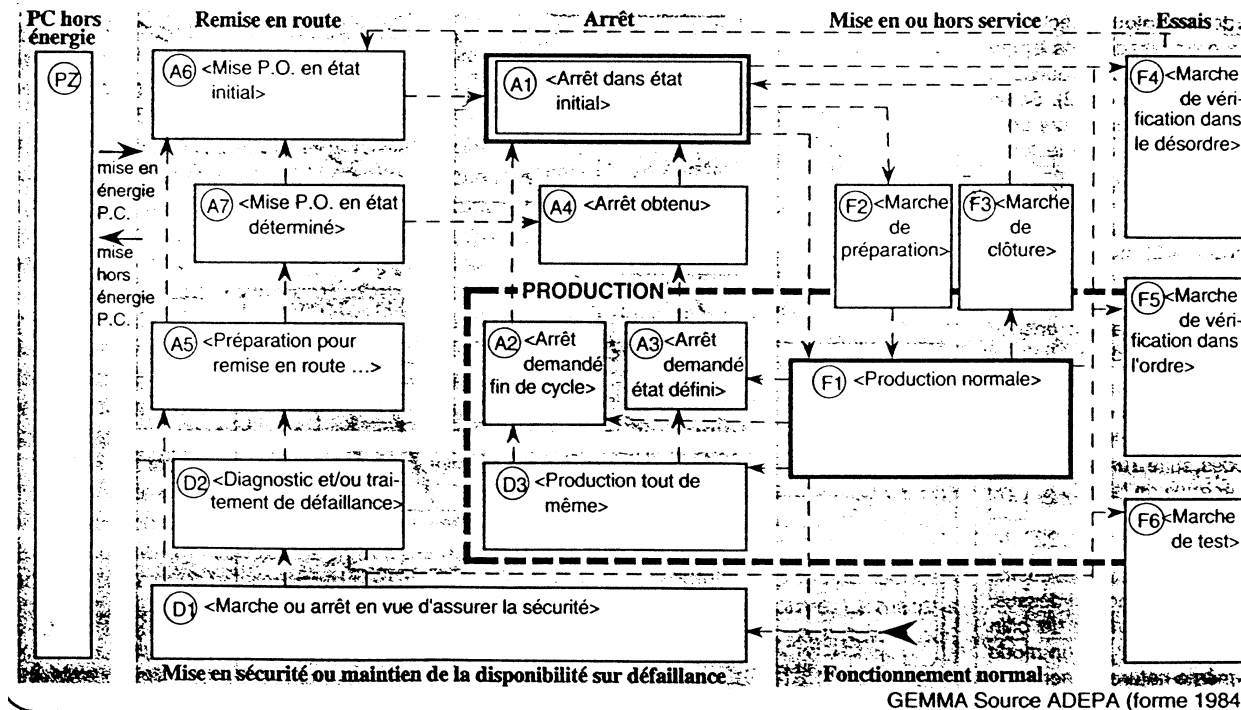 PC hors
énergie
Remise en route
Arrêt
Mise en ou hors service
Essais
T
PZ
mise en
énergie
P.C.
mise
hors
énergie
P.C.
A6 <Mise P.O. en état
initial>
A7 <Mise P.O. en état
déterminé>
A5 <Préparation pour
remise en route ...>
D2 <Diagnostic et/ou trai-
tement de défaillance>
D1 <Marche ou arrêt en vue d'assurer la sécurité>
A1 <Arrêt dans état
initial>
A4 <Arrêt obtenu>
PRODUCTION
A2 <Arrêt
demandé
fin de cycle>
A3 <Arrêt
demandé
état défini>
D3 <Production tout de
même>
F2 <Marche
de
préparation>
F3 <Marche
de
clôture>
F1 <Production normale>
F4 <Marche
de véri-
fication dans
le désordre>
F5 <Marche
de véri-
fication dans
l'ordre>
F6 <Marche
de test>
Mise en sécurité ou maintien de la disponibilité sur défaillance
Fonctionnement normal
GEMMA Source ADEPA (forme 1984